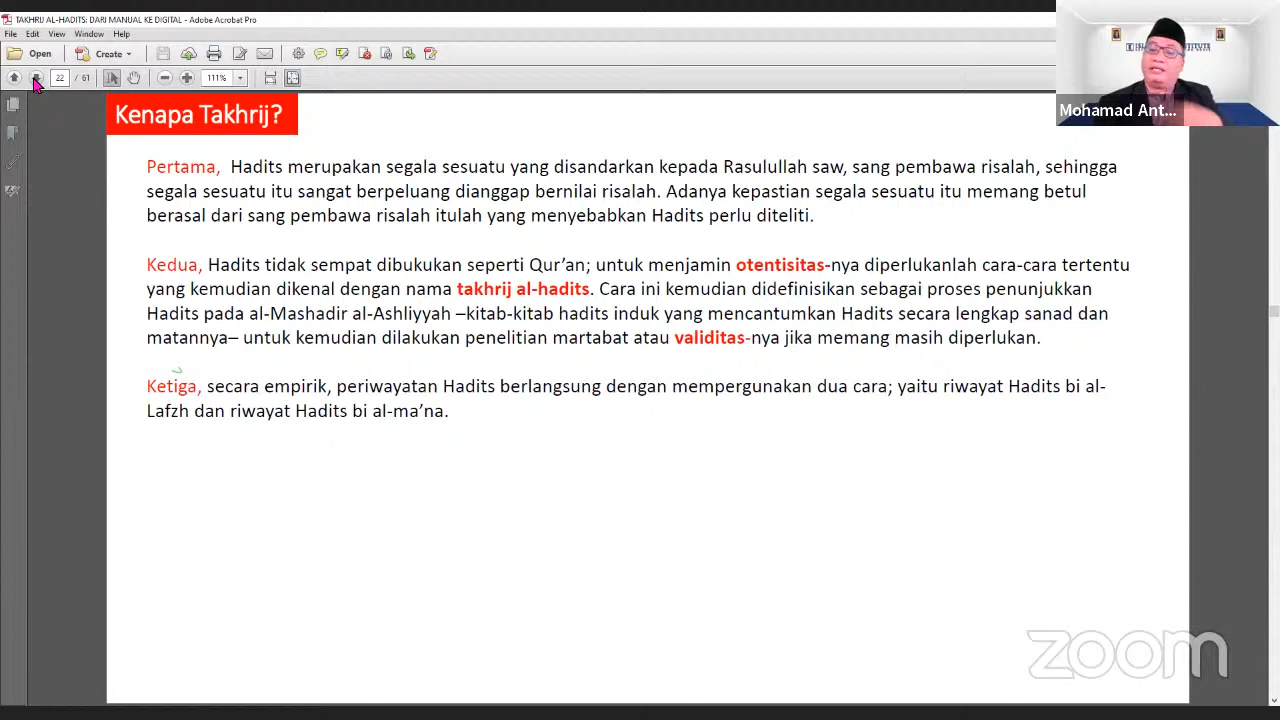 TAKHRIJ AL-HADITS: DARI MANUAL KE DIGITAL - Adobe Acrobat Pro
File Edit View Window Help
Open Create
22 / 61 111%
Mohamad Ant...
Kenapa Takhrij?
Pertama, Hadits merupakan segala sesuatu yang disandarkan kepada Rasulullah saw, sang pembawa risalah, sehingga
segala sesuatu itu sangat berpeluang dianggap bernilai risalah. Adanya kepastian segala sesuatu itu memang betul
berasal dari sang pembawa risalah itulah yang menyebabkan Hadits perlu diteliti.
Kedua, Hadits tidak sempat dibukukan seperti Qur’an; untuk menjamin otentisitas-nya diperlukanlah cara-cara tertentu
yang kemudian dikenal dengan nama takhrij al-hadits. Cara ini kemudian didefinisikan sebagai proses penunjukkan
Hadits pada al-Mashadir al-Ashliyyah –kitab-kitab hadits induk yang mencantumkan Hadits secara lengkap sanad dan
matannya– untuk kemudian dilakukan penelitian martabat atau validitas-nya jika memang masih diperlukan.
Ketiga, secara empirik, periwayatan Hadits berlangsung dengan mempergunakan dua cara; yaitu riwayat Hadits bi al-
Lafzh dan riwayat Hadits bi al-ma’na.
zoom